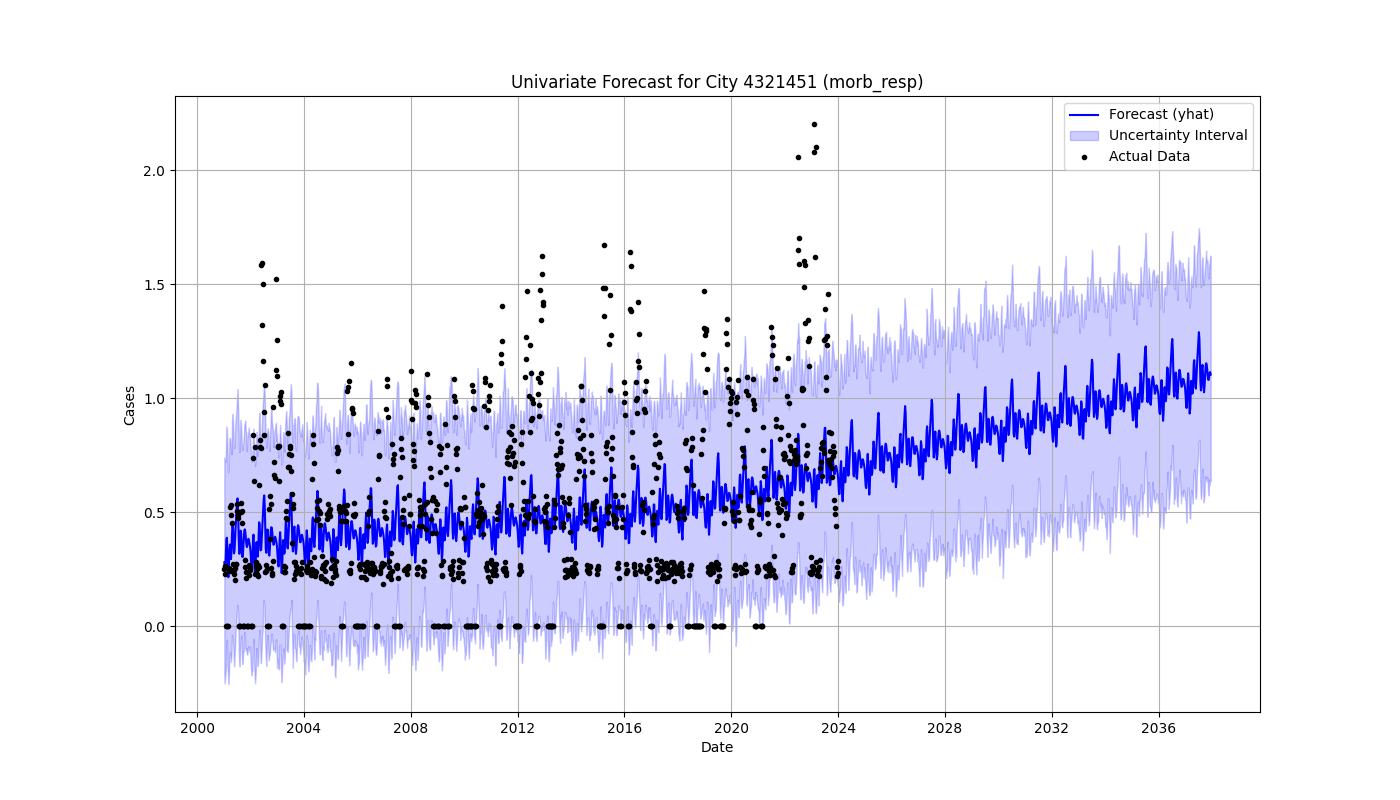 Univariate Forecast for City 4321451 (morb_resp)
Forecast (yhat)
Uncertainty Interval
Actual Data
Cases
2.0
1.5
1.0
0.5
0.0
2000 2004 2008 2012 2016 2020 2024 2028 2032 2036
Date